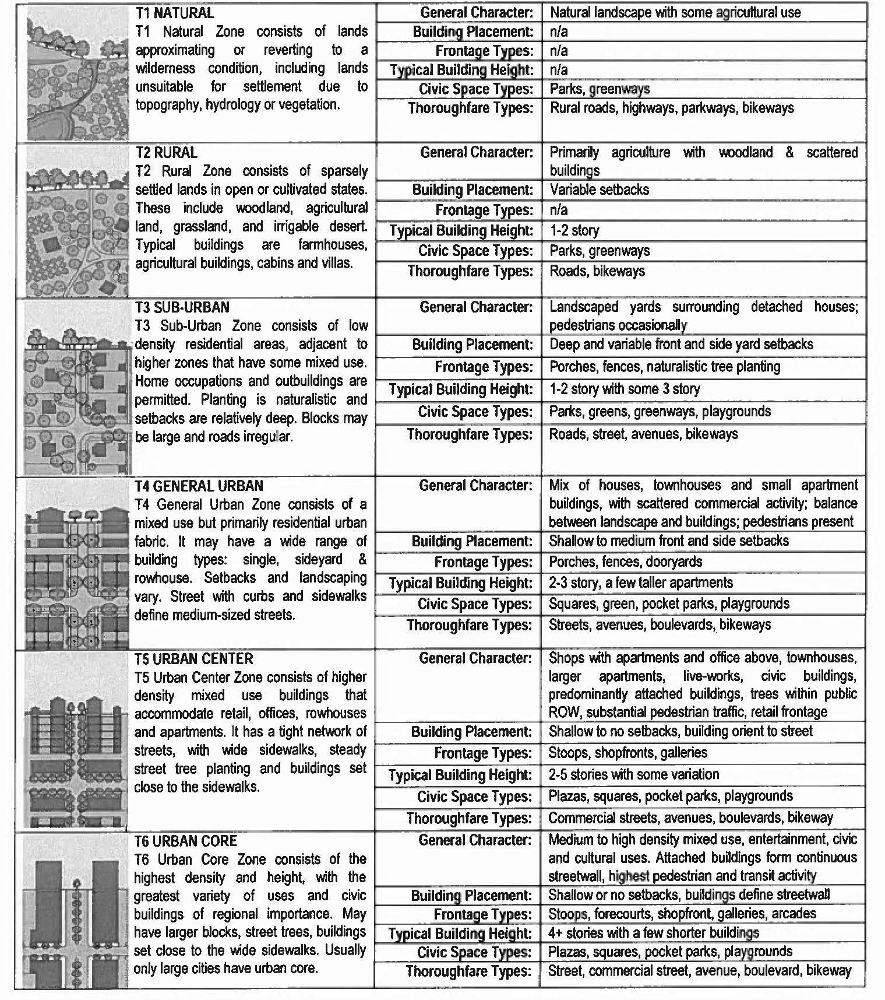 T1 NATURAL
T1 Natural Zone consists of lands
approximating or reverting to a
wilderness condition, including lands
unsuitable for settlement due to
topography, hydrology or vegetation.
General Character: Natural landscape with some agricultural use
Building Placement: n/a
Frontage Types: n/a
Typical Building Height: n/a
Civic Space Types: Parks, greenways
Thoroughfare Types: Rural roads, highways, parkways, bikeways
T2 RURAL
T2 Rural Zone consists of sparsely
settled lands in open or cultivated states.
These include woodland, agricultural
land, grassland, and irrigable desert.
Typical buildings are farmhouses,
agricultural buildings, cabins and villas.
General Character: Primarily agriculture with woodland & scattered
buildings
Building Placement: Variable setbacks
Frontage Types: n/a
Typical Building Height: 1-2 story
Civic Space Types: Parks, greenways
Thoroughfare Types: Roads, bikeways
T3 SUB-URBAN
T3 Sub-Urban Zone consists of low
density residential areas, adjacent to
higher zones that have some mixed use.
Home occupations and outbuildings are
permitted. Planting is naturalistic and
setbacks are relatively deep. Blocks may
be large and roads irregular.
General Character: Landscaped yards surrounding detached houses;
pedestrians occasionally
Building Placement: Deep and variable front and side yard setbacks
Frontage Types: Porches, fences, naturalistic tree planting
Typical Building Height: 1-2 story with some 3 story
Civic Space Types: Parks, greens, greenways, playgrounds
Thoroughfare Types: Roads, street, avenues, bikeways
T4 GENERAL URBAN
T4 General Urban Zone consists of a
mixed use but primarily residential urban
fabric. It may have a wide range of
building types: single, sideyard &
rowhouse. Setbacks and landscaping
vary. Street with curbs and sidewalks
define medium-sized streets.
General Character: Mix of houses, townhouses and small apartment
buildings, with scattered commercial activity; balance
between landscape and buildings; pedestrians present
Building Placement: Shallow to medium front and side setbacks
Frontage Types: Porches, fences, dooryards
Typical Building Height: 2-3 story, a few taller apartments
Civic Space Types: Squares, green, pocket parks, playgrounds
Thoroughfare Types: Streets, avenues, boulevards, bikeways
T5 URBAN CENTER
T5 Urban Center Zone consists of higher
density mixed use buildings that
accommodate retail, offices, rowhouses
and apartments. It has a tight network of
streets, with wide sidewalks, steady
street tree planting and buildings set
close to the sidewalks.
General Character: Shops with apartments and office above, townhouses,
larger apartments, live-works, civic buildings,
predominantly attached buildings, trees within public
ROW, substantial pedestrian traffic, retail frontage
Building Placement: Shallow to no setbacks, building orient to street
Frontage Types: Stoops, shopfronts, galleries
Typical Building Height: 2-5 stories with some variation
Civic Space Types: Plazas, squares, pocket parks, playgrounds
Thoroughfare Types: Commercial streets, avenues, boulevards, bikeway
T6 URBAN CORE
T6 Urban Core Zone consists of the
highest density and height, with the
greatest variety of uses and civic
buildings of regional importance. May
have larger blocks, street trees, buildings
set close to the wide sidewalks. Usually
only large cities have urban core.
General Character: Medium to high density mixed use, entertainment, civic
and cultural uses. Attached buildings form continuous
streetwall, highest pedestrian and transit activity
Building Placement: Shallow or no setbacks, buildings define streetwall
Frontage Types: Stoops, forecourts, shopfront, galleries, arcades
Typical Building Height: 4+ stories with a few shorter buildings
Civic Space Types: Plazas, squares, pocket parks, playgrounds
Thoroughfare Types: Street, commercial street, avenue, boulevard, bikeway